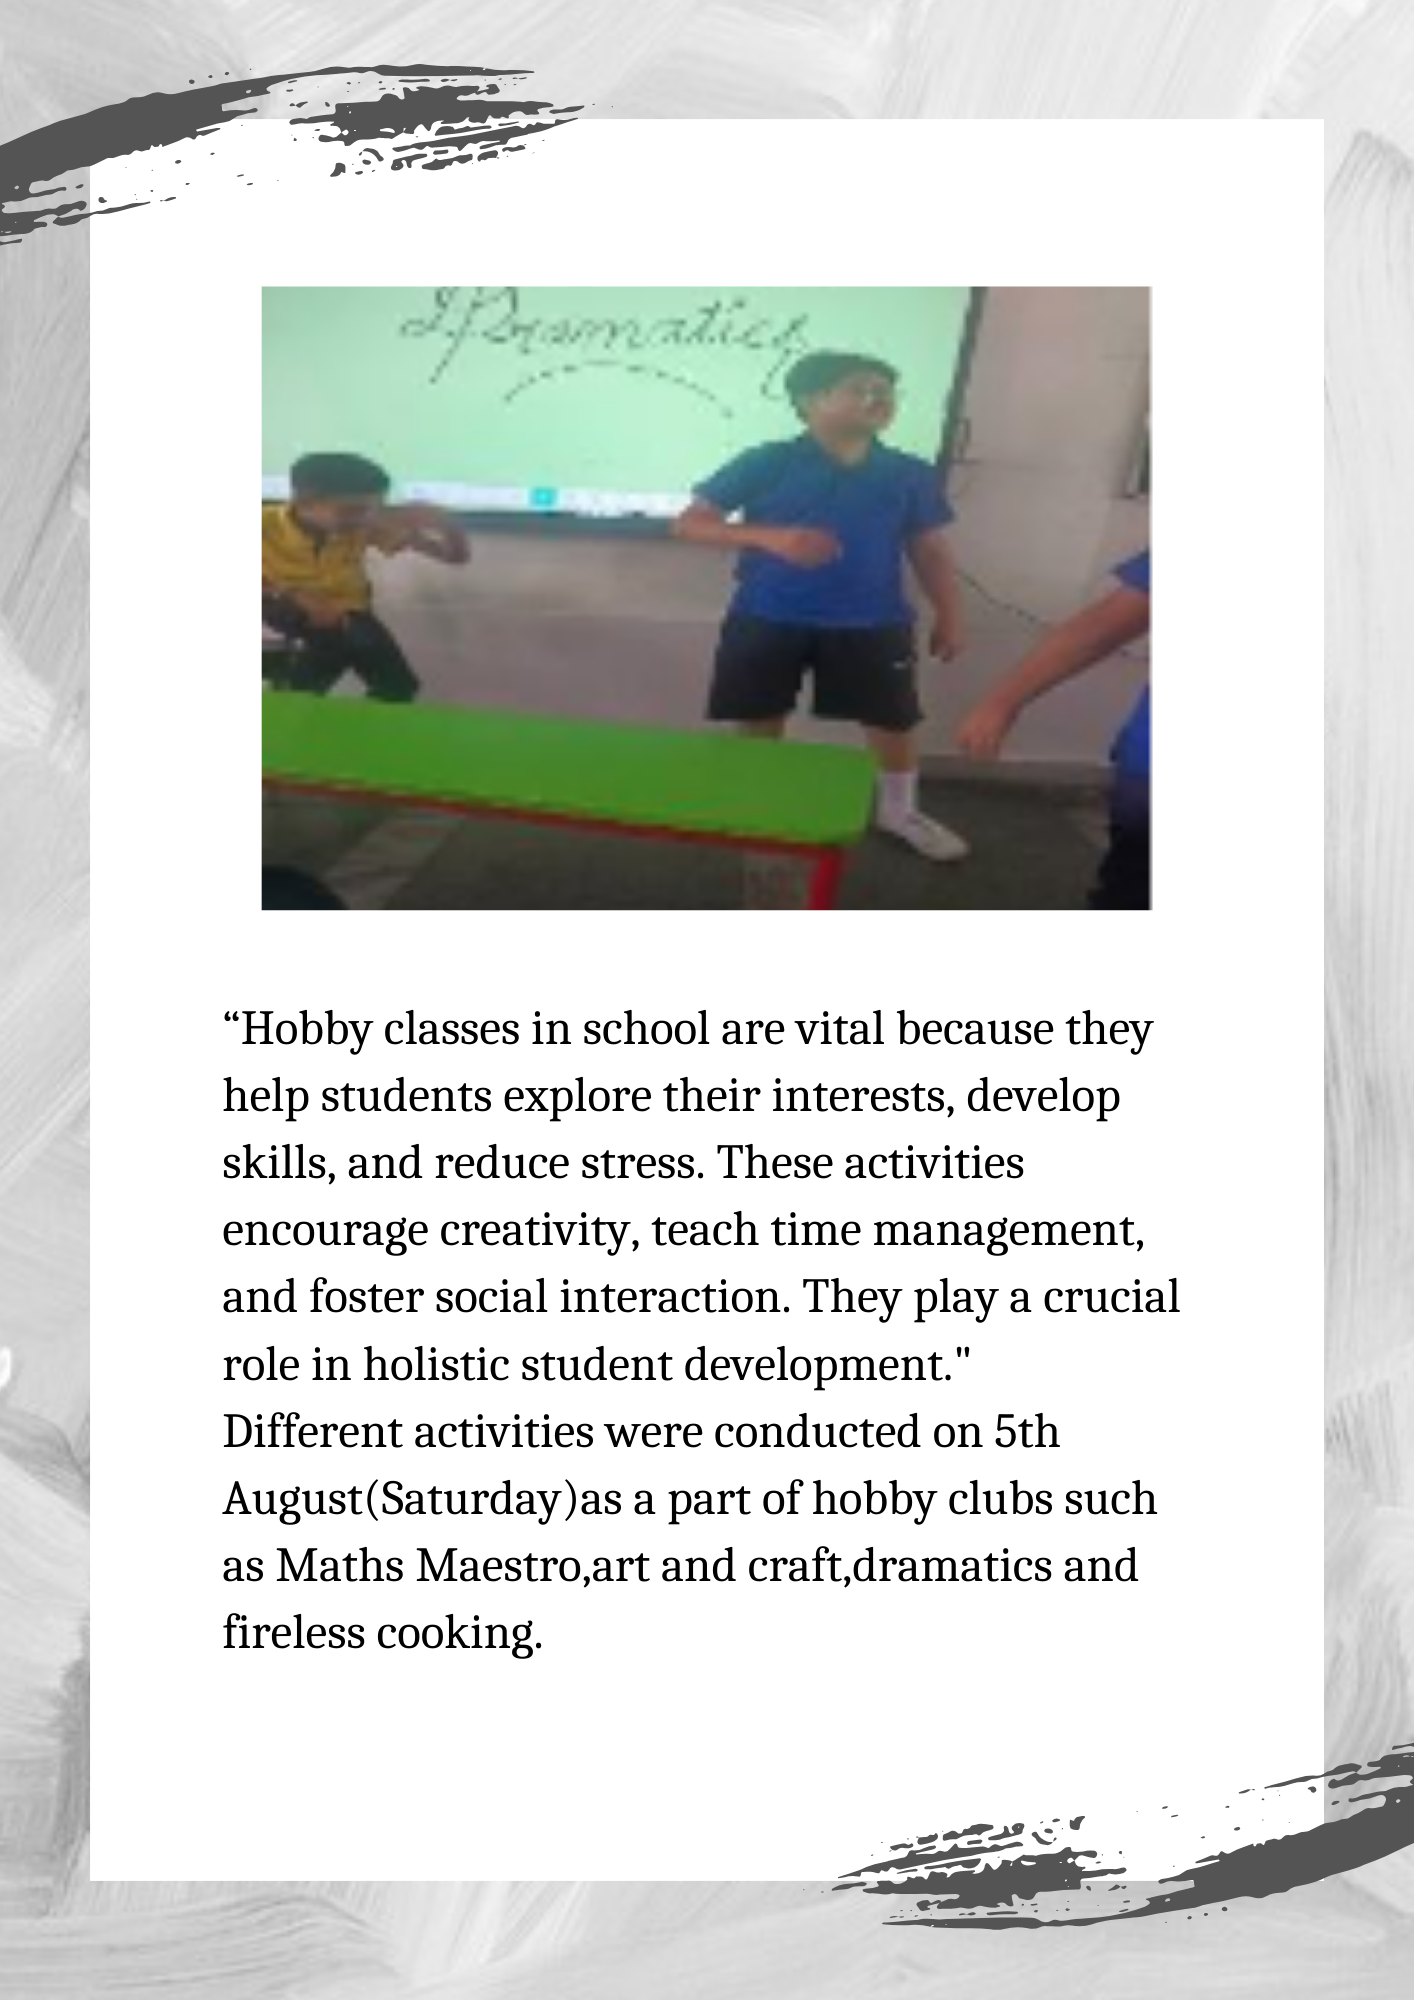 Dramatics
“Hobby classes in school are vital because they
help students explore their interests, develop
skills, and reduce stress. These activities
encourage creativity, teach time management,
and foster social interaction. They play a crucial
role in holistic student development."
Different activities were conducted on 5th
August(Saturday)as a part of hobby clubs such
as Maths Maestro,art and craft,dramatics and
fireless cooking.